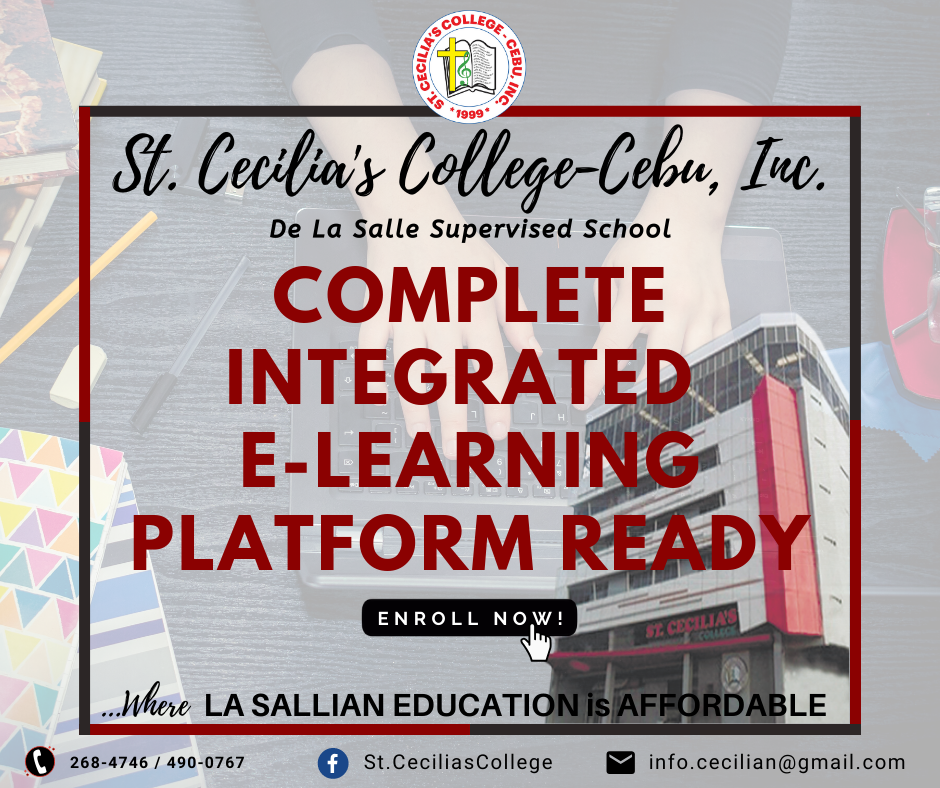 ST. CECILIA'S COLLEGE - CEBU, INC.
* 1999 *
St. Cecilia's College-Cebu, Inc.
De La Salle Supervised School
COMPLETE
INTEGRATED
E-LEARNING
PLATFORM READY
ENROLL NOW!
ST. CECILIA'S
COLLEGE
...Where LA SALLIAN EDUCATION is AFFORDABLE
268-4746 / 490-0767
St.CeciliasCollege
info.cecilian@gmail.com